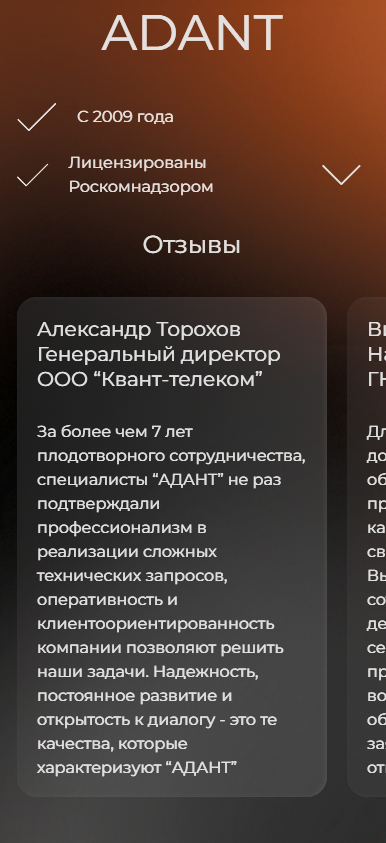 ADANT
С 2009 года
Лицензированы
Роскомнадзором
Отзывы
Александр Торохов
Генеральный директор
ООО “Квант-телеком”
За более чем 7 лет
плодотворного сотрудничества,
специалисты “АДАНТ” не раз
подтверждали
профессионализм в
реализации сложных
технических запросов,
оперативность и
клиентоориентированность
компании позволяют решить
наши задачи. Надежность,
постоянное развитие и
открытость к диалогу - это те
качества, которые
характеризуют “АДАНТ”